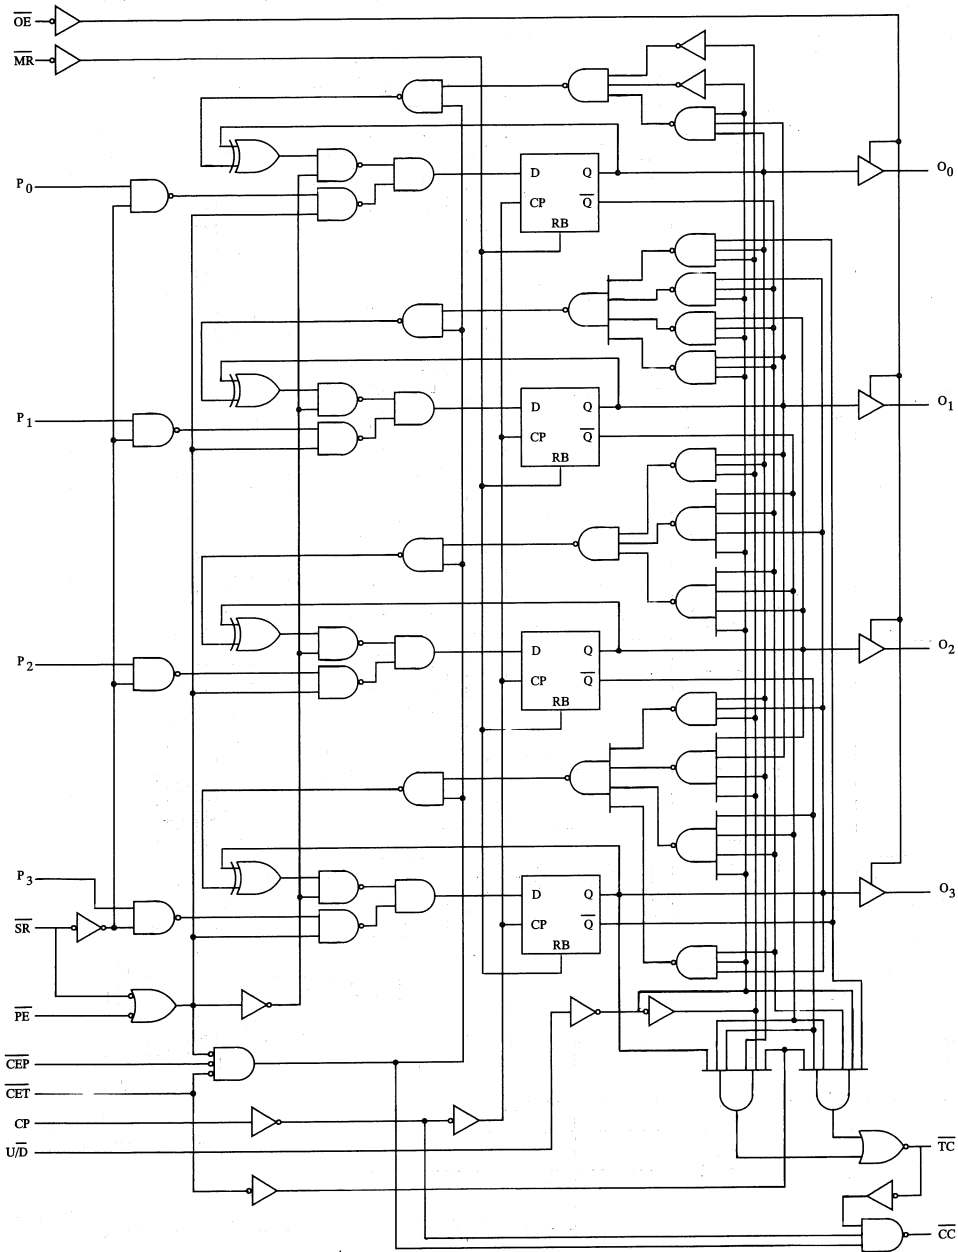 OE
MR
P0
D Q
CP Q
RB
O0
P1
D Q
CP Q
RB
O1
P2
D Q
CP Q
RB
O2
P3
D Q
CP Q
RB
O3
SR
PE
CEP
CET
CP
U/D
TC
CC